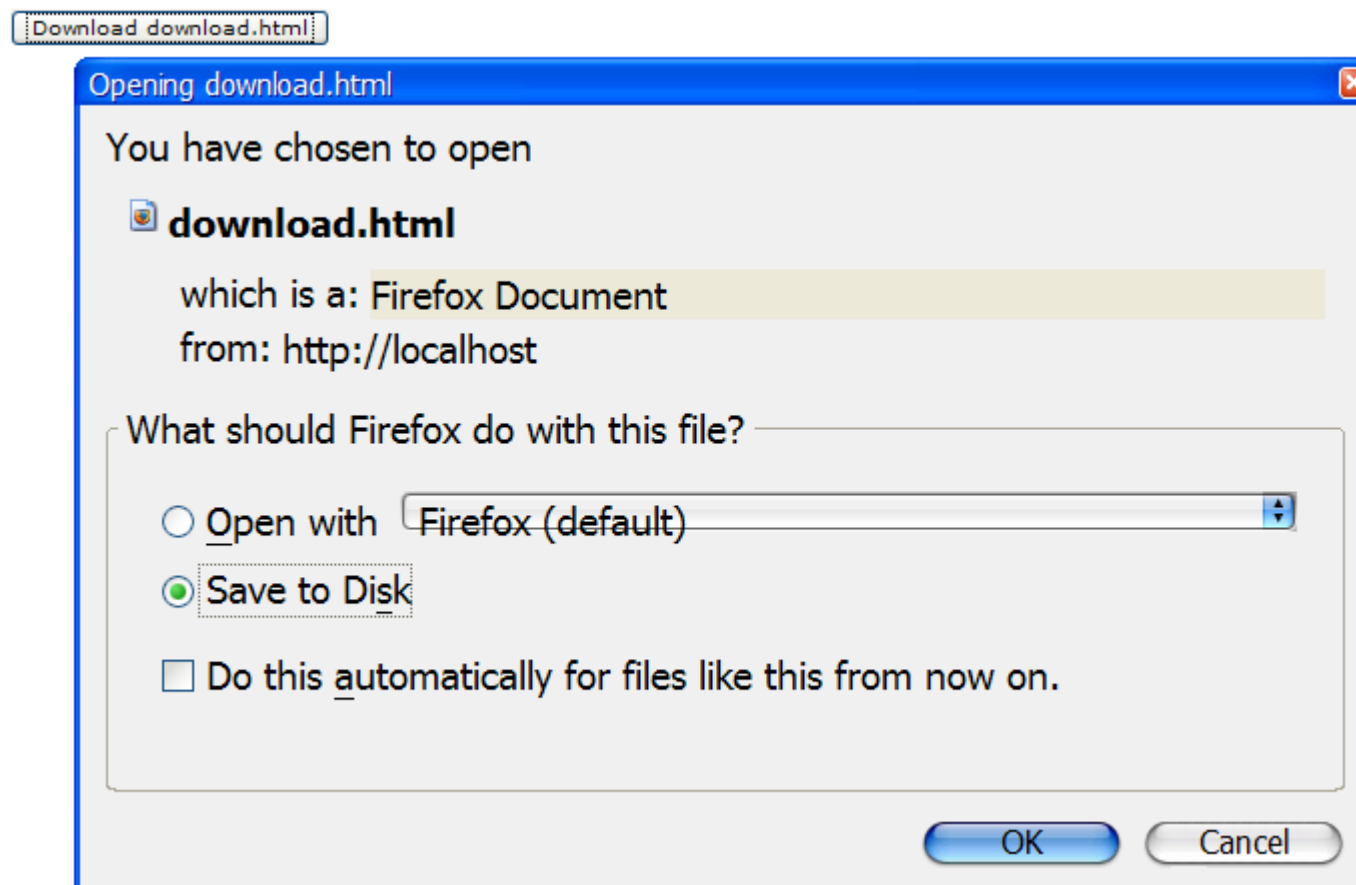 Download download.html
Opening download.html
You have chosen to open
download.html
which is a: Firefox Document
from: http://localhost
What should Firefox do with this file?
Open with Firefox (default)
Save to Disk
Do this automatically for files like this from now on.
OK Cancel